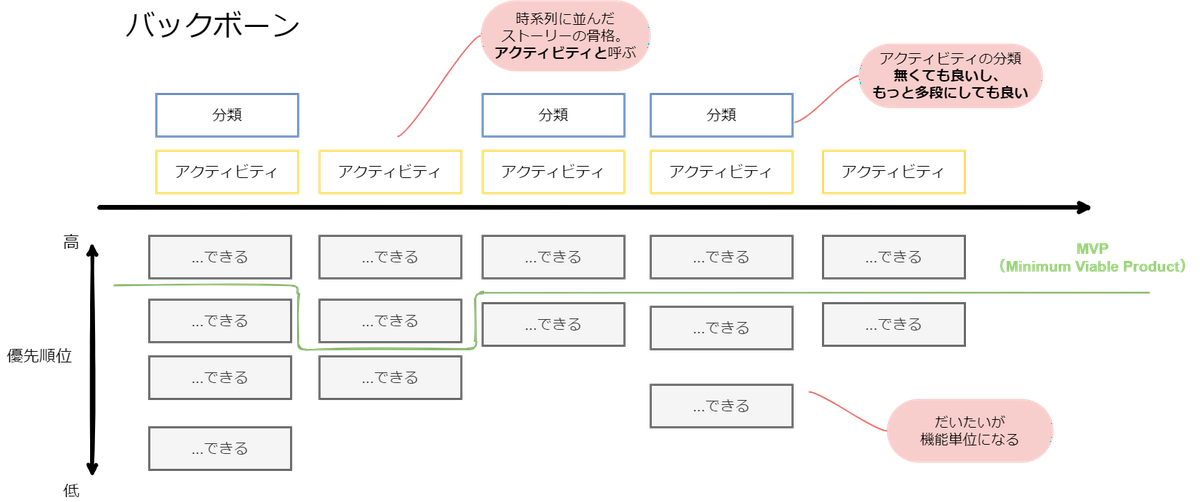 バックボーン
時系列に並んだ
ストーリーの骨格。
アクティビティと呼ぶ
アクティビティの分類
無くても良いし、
もっと多段にしても良い
分類
分類
分類
アクティビティ
アクティビティ
アクティビティ
アクティビティ
アクティビティ
高
...できる
...できる
...できる
...できる
...できる
MVP
（Minimum Viable Product）
...できる
...できる
...できる
...できる
...できる
優先順位
...できる
...できる
...できる
だいたいが
機能単位になる
...できる
低